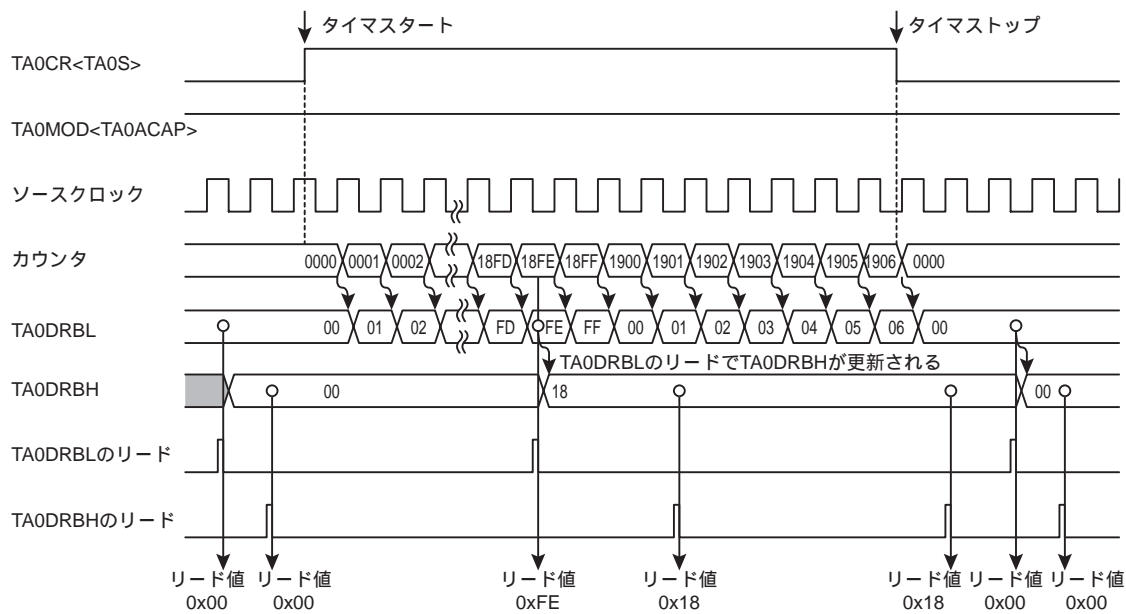 タイマスタート タイマストップ
TA0CR<TA0S>
TA0MOD<TA0ACAP>
ソースクロック
カウンタ 0000 0001 0002 18FD 18FE 18FF 1900 1901 1902 1903 1904 1905 1906 0000
TA0DRBL 00 01 02 FD FE FF 00 01 02 03 04 05 06 00
TA0DRBLのリードでTA0DRBHが更新される
TA0DRBH 00 18 00
TA0DRBLのリード
TA0DRBHのリード
リード値 リード値 リード値 リード値 リード値 リード値 リード値
0x00 0x00 0xFE 0x18 0x18 0x00 0x00